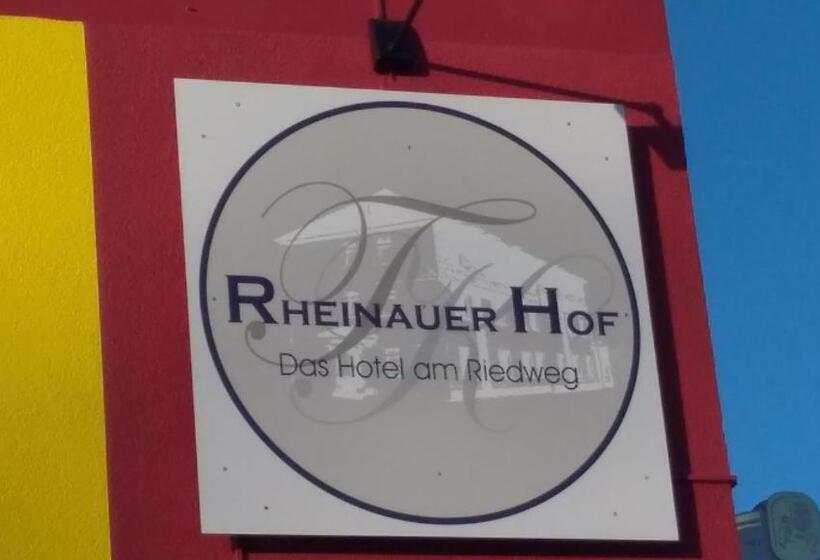 Rheinauer Hof
Das Hotel am Riedweg